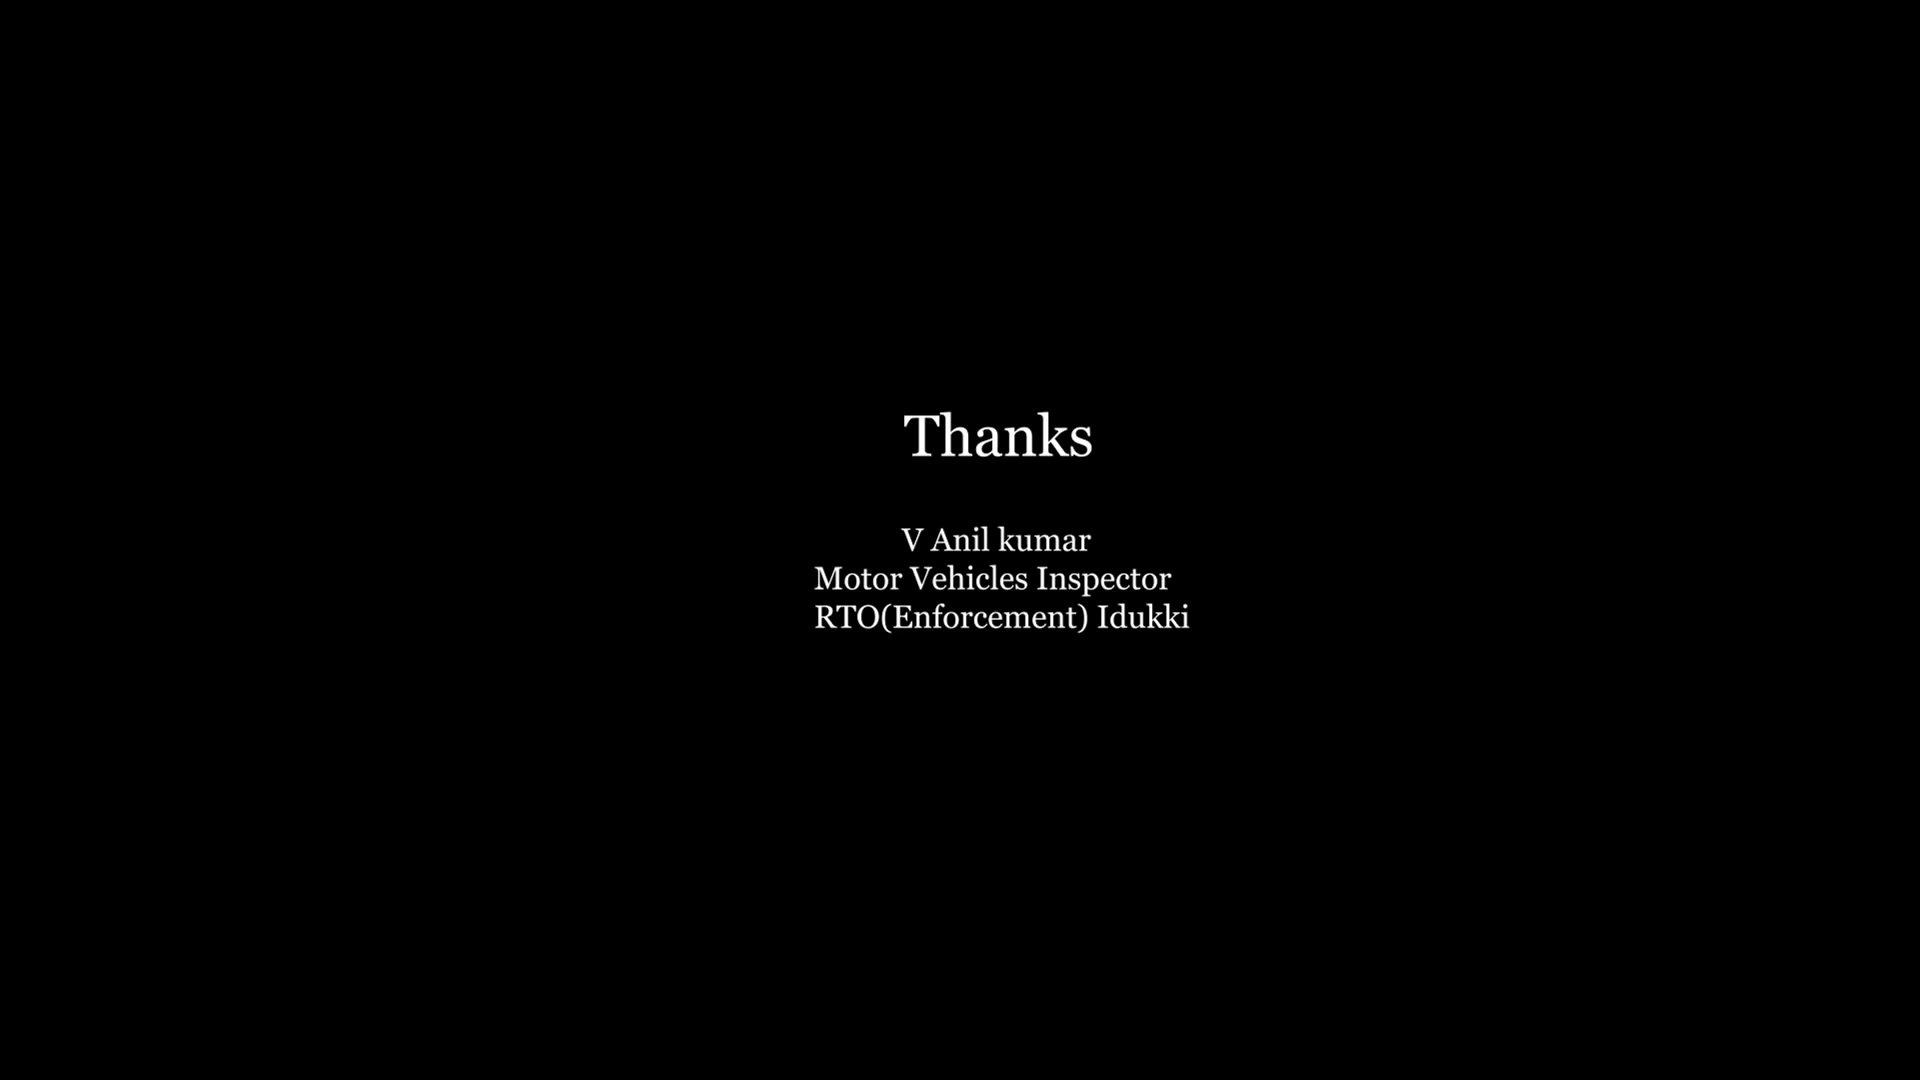 Thanks
V Anil kumar
Motor Vehicles Inspector
RTO(Enforcement) Idukki